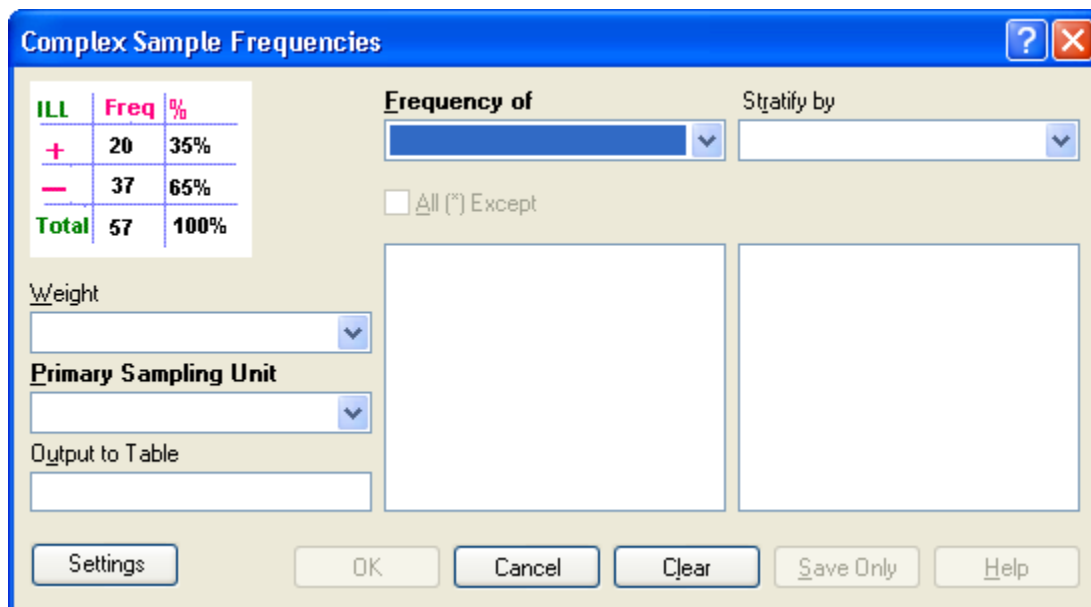 Complex Sample Frequencies
ILL Freq %
+ 20 35%
— 37 65%
Total 57 100%
Frequency of
Stratify by
All (*) Except
Weight
Primary Sampling Unit
Output to Table
Settings
OK
Cancel
Clear
Save Only
Help